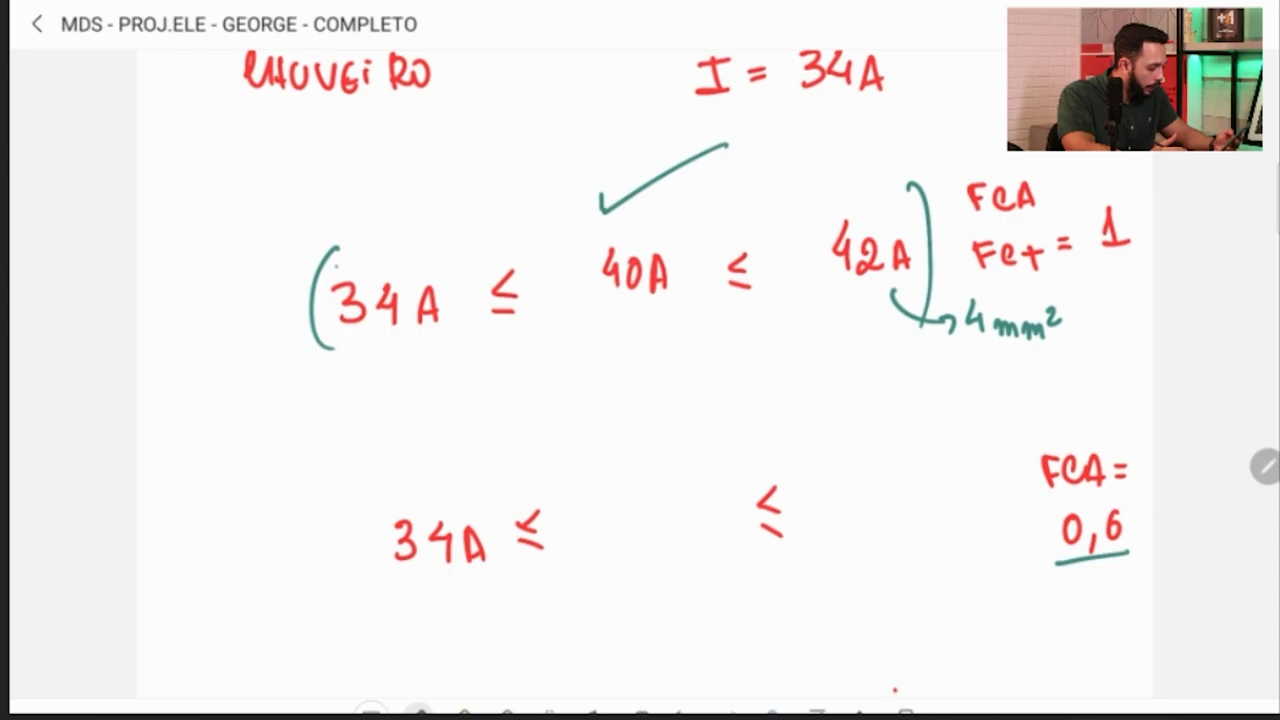 MDS - PROJ.ELE - GEORGE - COMPLETO
CHUVEIRO I = 34A
(34A ≤ 40A ≤ 42A)
FCA
FCT = 1
4mm²
34A ≤ ≤
FCA =
0,6